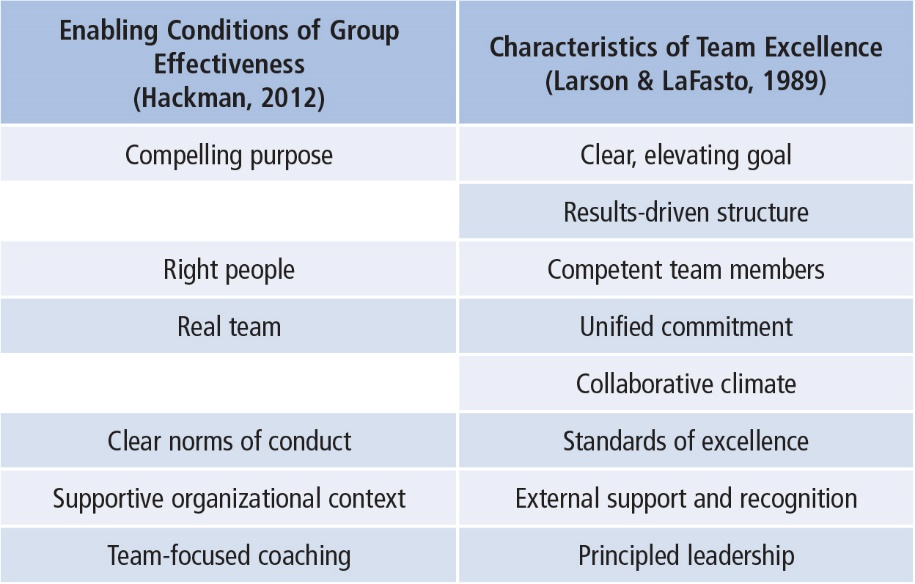 Enabling Conditions of Group
Effectiveness
(Hackman, 2012)
Characteristics of Team Excellence
(Larson & LaFasto, 1989)
Compelling purpose
Clear, elevating goal
Results-driven structure
Right people
Competent team members
Real team
Unified commitment
Collaborative climate
Clear norms of conduct
Standards of excellence
Supportive organizational context
External support and recognition
Team-focused coaching
Principled leadership